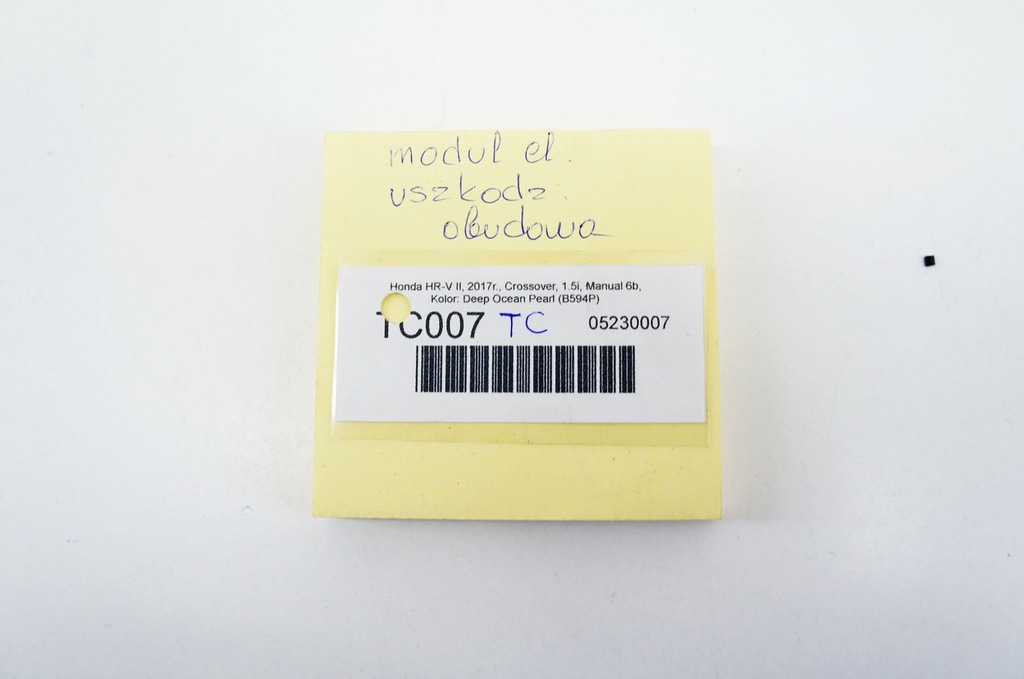 modul el.
uszkodz.
obudowa
Honda HR-V II, 2017r., Crossover, 1.5i, Manual 6b,
Kolor: Deep Ocean Pearl (B594P)
TC007 TC 05230007